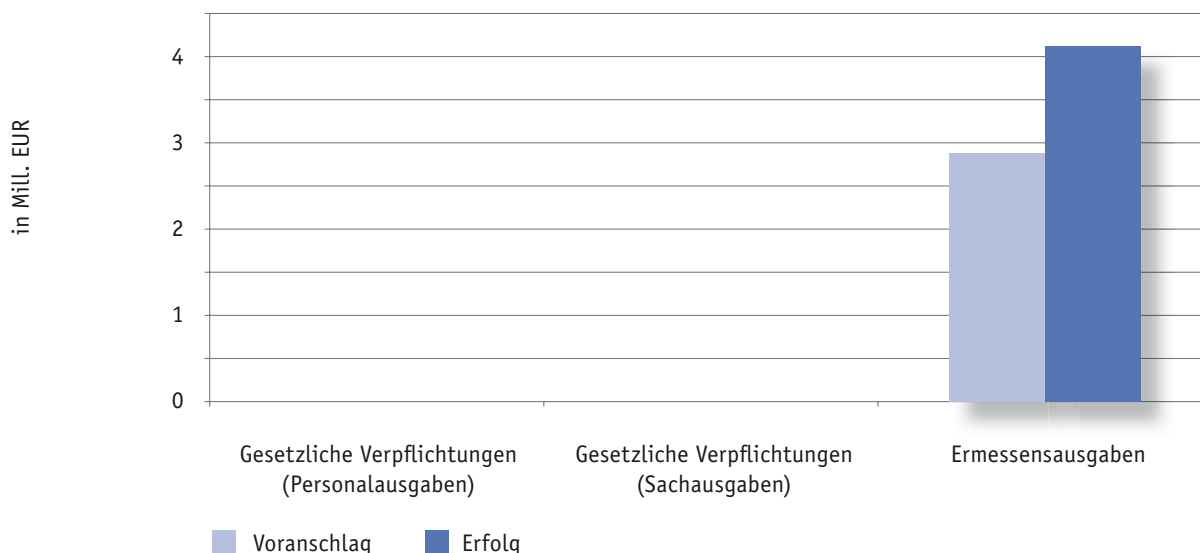 in Mill. EUR
4
3
2
1
0
Gesetzliche Verpflichtungen
(Personalausgaben)
Gesetzliche Verpflichtungen
(Sachausgaben)
Ermessensausgaben
Voranschlag
Erfolg